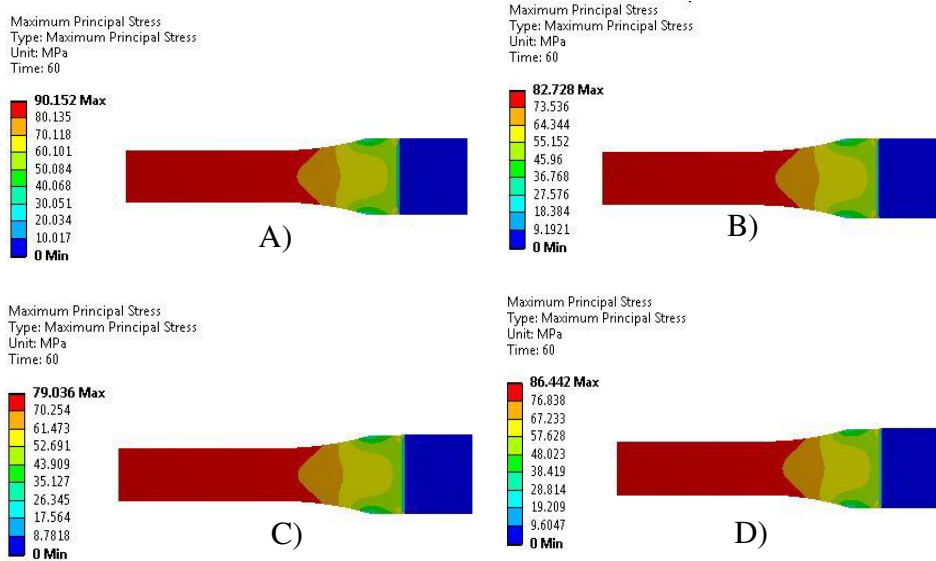 Maximum Principal Stress
Type: Maximum Principal Stress
Unit: MPa
Time: 60
90.152 Max
80.135
70.118
60.101
50.084
40.068
30.051
20.034
10.017
0 Min
A)
Maximum Principal Stress
Type: Maximum Principal Stress
Unit: MPa
Time: 60
82.728 Max
73.536
64.344
55.152
45.96
36.768
27.576
18.384
9.1921
0 Min
B)
Maximum Principal Stress
Type: Maximum Principal Stress
Unit: MPa
Time: 60
79.036 Max
70.254
61.473
52.691
43.909
35.127
26.345
17.564
8.7818
0 Min
C)
Maximum Principal Stress
Type: Maximum Principal Stress
Unit: MPa
Time: 60
86.442 Max
76.838
67.233
57.628
48.023
38.419
28.814
19.209
9.6047
0 Min
D)